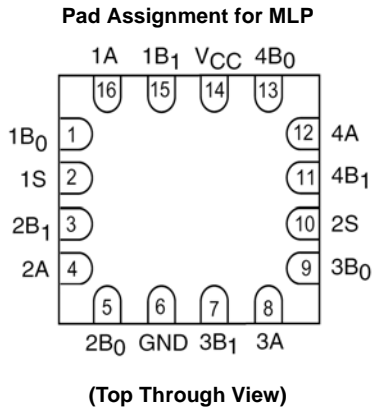 Pad Assignment for MLP
1A 1B1 VCC 4B0
16 15 14 13
1B0 1 12 4A
1S 2 11 4B1
2B1 3 10 2S
2A 4 9 3B0
5 6 7 8
2B0 GND 3B1 3A
(Top Through View)